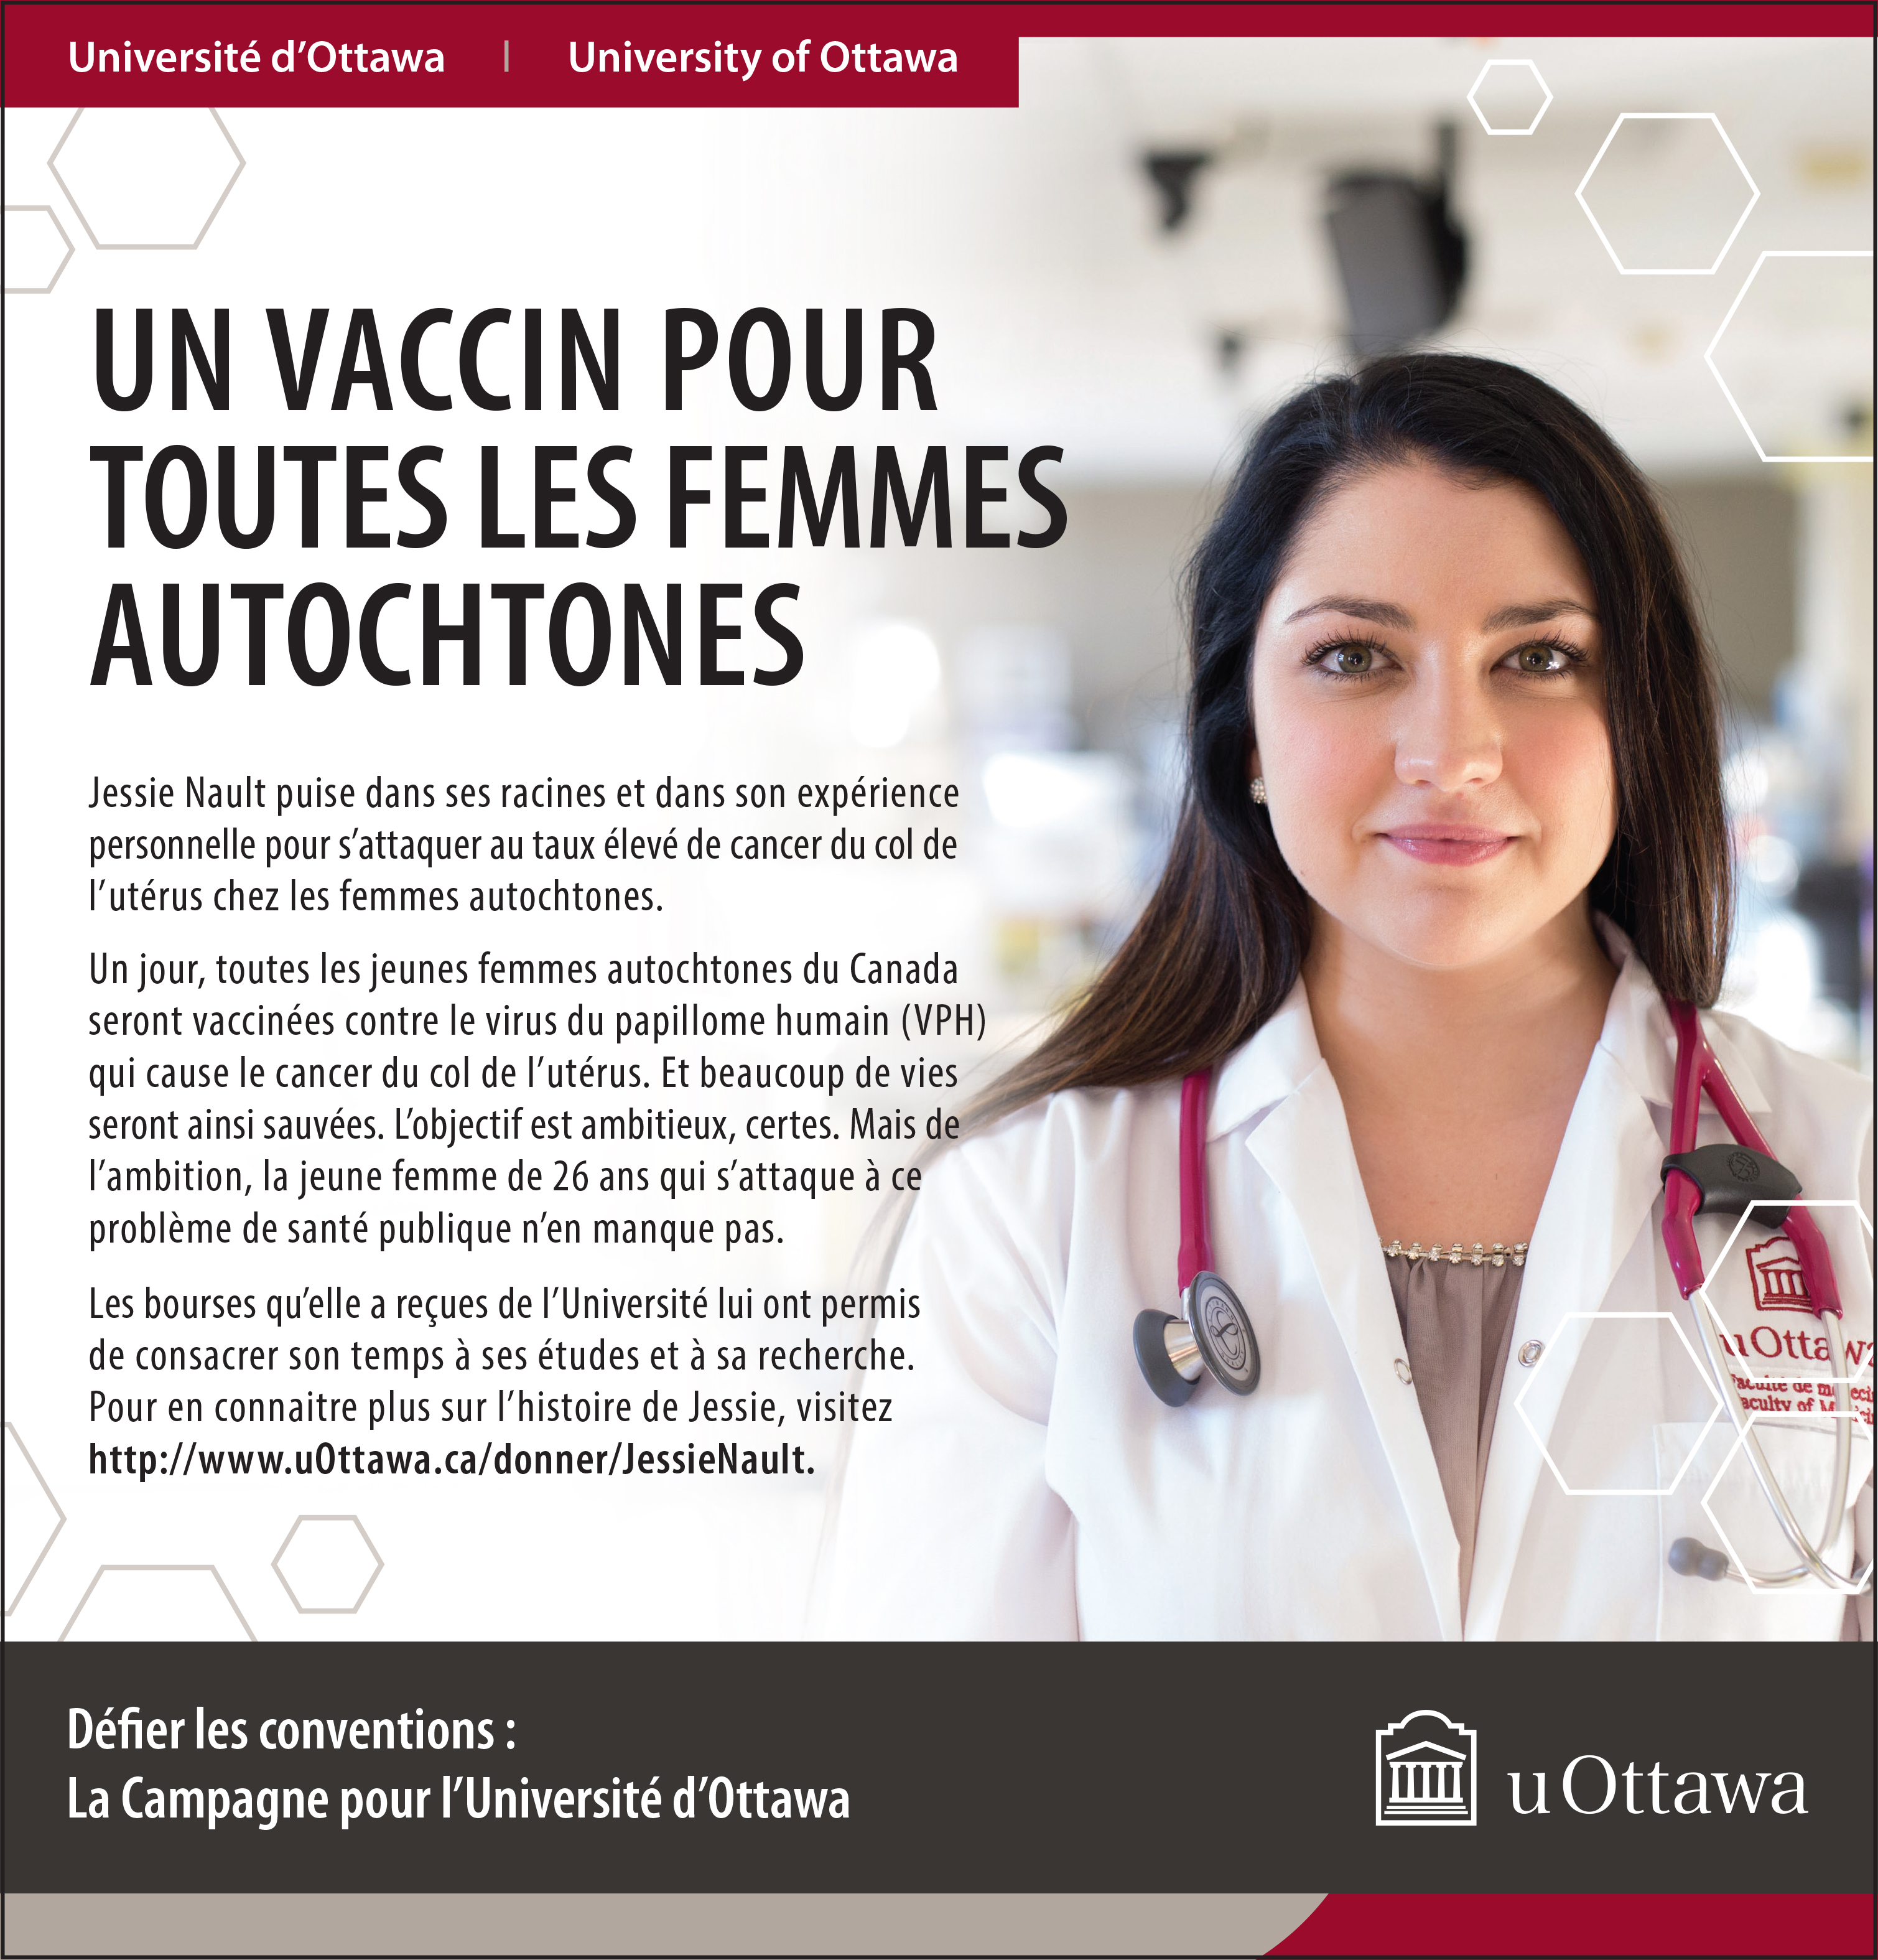 Université d'Ottawa | University of Ottawa
UN VACCIN POUR
TOUTES LES FEMMES
AUTOCHTONES
Jessie Nault puise dans ses racines et dans son expérience
personnelle pour s'attaquer au taux élevé de cancer du col de
l'utérus chez les femmes autochtones.
Un jour, toutes les jeunes femmes autochtones du Canada
seront vaccinées contre le virus du papillome humain (VPH)
qui cause le cancer du col de l'utérus. Et beaucoup de vies
seront ainsi sauvées. L'objectif est ambitieux, certes. Mais de
l'ambition, la jeune femme de 26 ans qui s'attaque à ce
problème de santé publique n'en manque pas.
Les bourses qu'elle a reçues de l'Université lui ont permis
de consacrer son temps à ses études et à sa recherche.
Pour en connaitre plus sur l'histoire de Jessie, visitez
http://www.uOttawa.ca/donner/JessieNault.
uOttawa
Faculté de
Faculty of
Défier les conventions :
La Campagne pour l'Université d'Ottawa
uOttawa